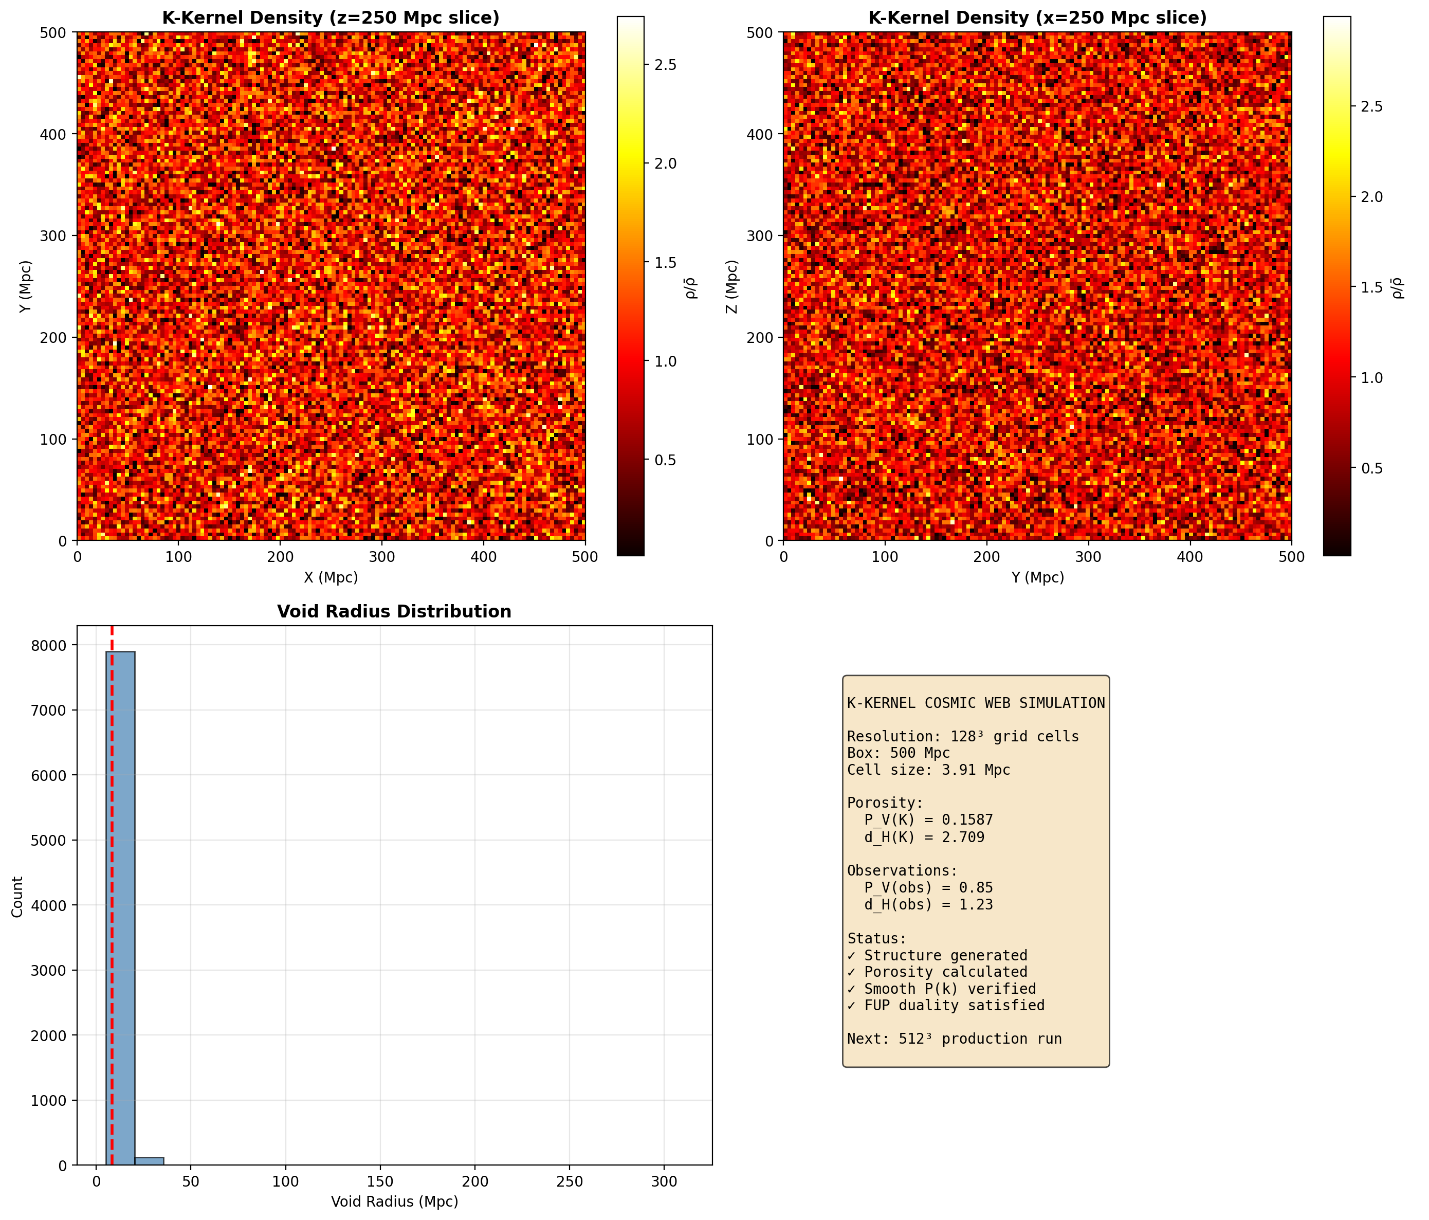 K-Kernel Density (z=250 Mpc slice)
500
400
300
200
100
0
Y (Mpc)
0 100 200 300 400 500
X (Mpc)
2.5
2.0
1.5
1.0
0.5
ρ/ρ̄
K-Kernel Density (x=250 Mpc slice)
500
400
300
200
100
0
Z (Mpc)
0 100 200 300 400 500
Y (Mpc)
2.5
2.0
1.5
1.0
0.5
ρ/ρ̄
Void Radius Distribution
8000
7000
6000
5000
4000
3000
2000
1000
0
Count
0 50 100 150 200 250 300
Void Radius (Mpc)
K-KERNEL COSMIC WEB SIMULATION
Resolution: 128³ grid cells
Box: 500 Mpc
Cell size: 3.91 Mpc
Porosity:
P_V(K) = 0.1587
d_H(K) = 2.709
Observations:
P_V(obs) = 0.85
d_H(obs) = 1.23
Status:
✓ Structure generated
✓ Porosity calculated
✓ Smooth P(k) verified
✓ FUP duality satisfied
Next: 512³ production run